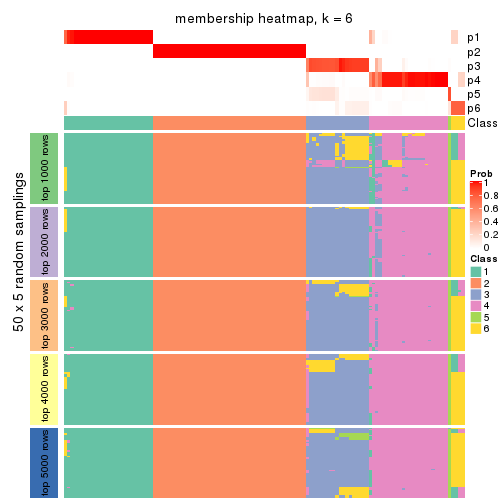 membership heatmap, k = 6
p1
p2
p3
p4
p5
p6
Class
50 x 5 random samplings
top 1000 rows
top 2000 rows
top 3000 rows
top 4000 rows
top 5000 rows
Prob
1
0.8
0.6
0.4
0.2
0
Class
1
2
3
4
5
6